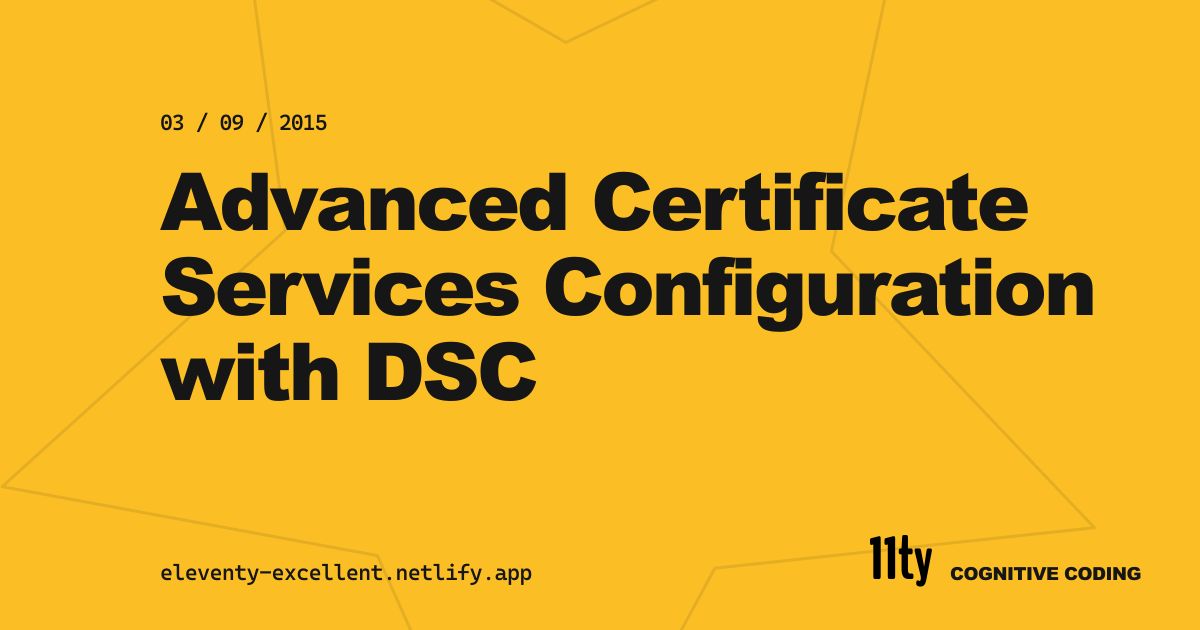 03 / 09 / 2015
Advanced Certificate
Services Configuration
with DSC
eleventy-excellent.netlify.app
11ty
COGNITIVE CODING